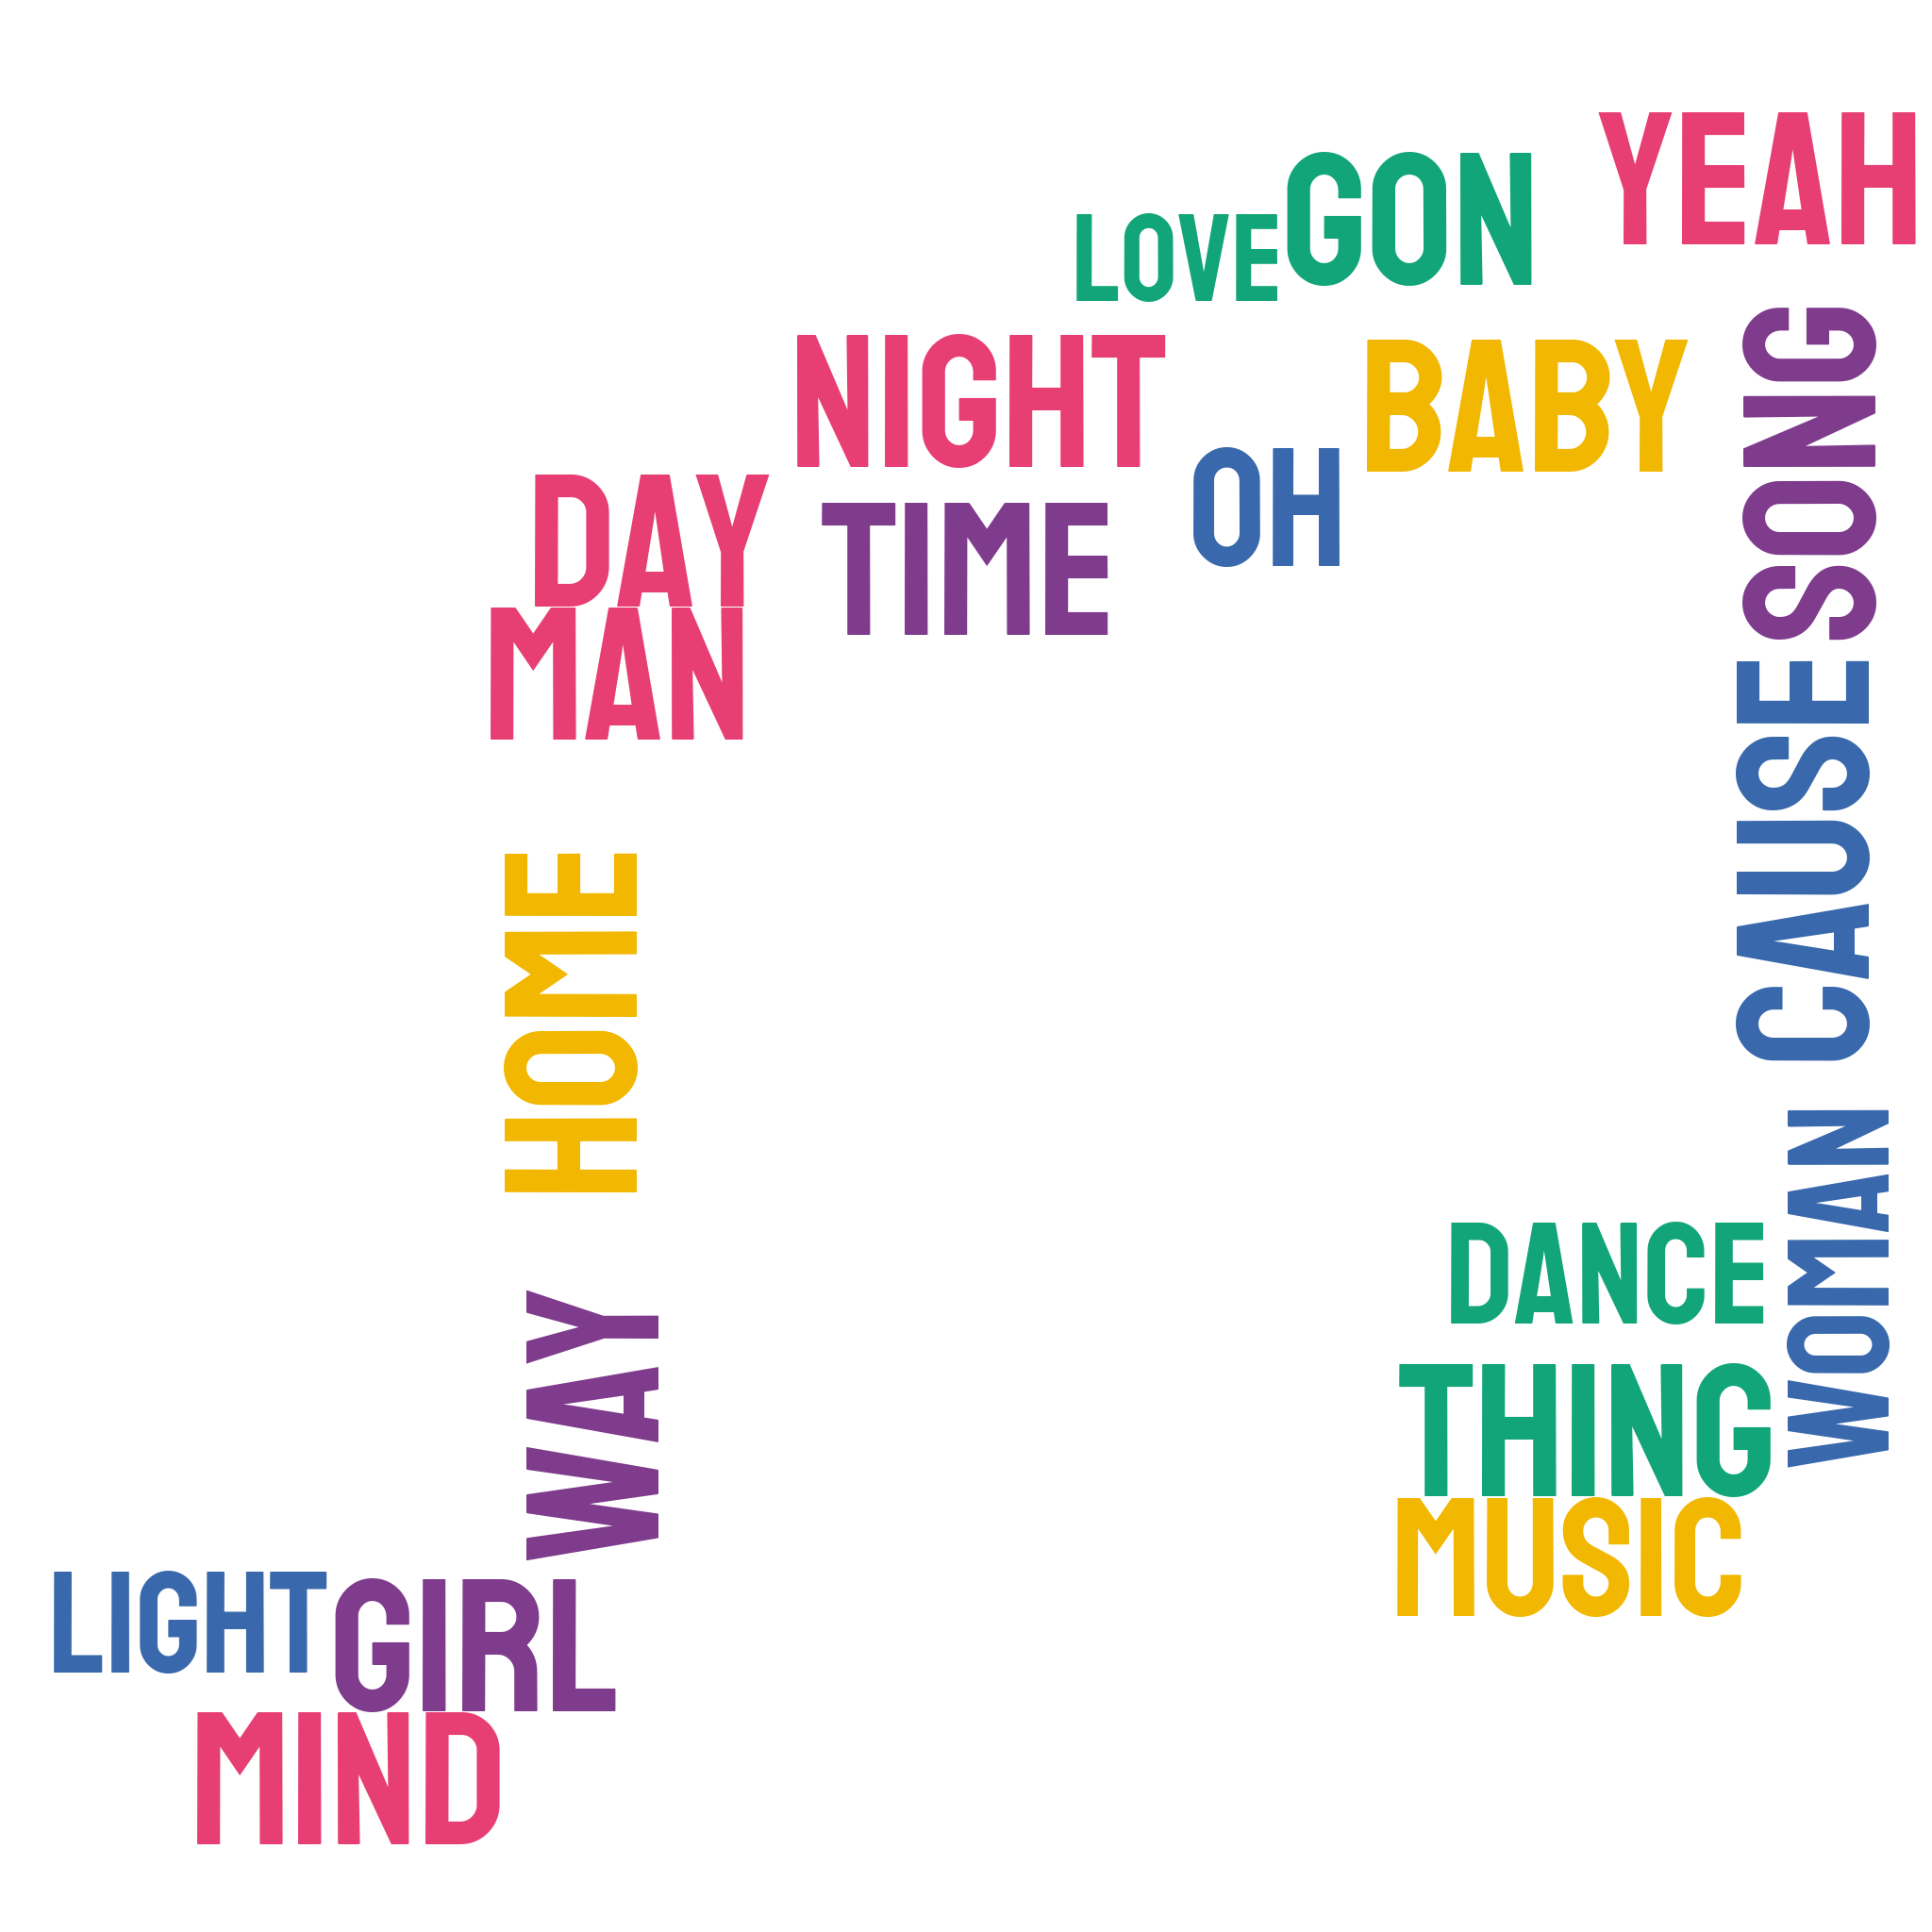 YEAH
LOVE GON
NIGHT
BABY
SONG
OH
DAY
TIME
MAN
CAUSE
HOME
WOMAN
DANCE
WAY
THING
MUSIC
LIGHT
GIRL
MIND